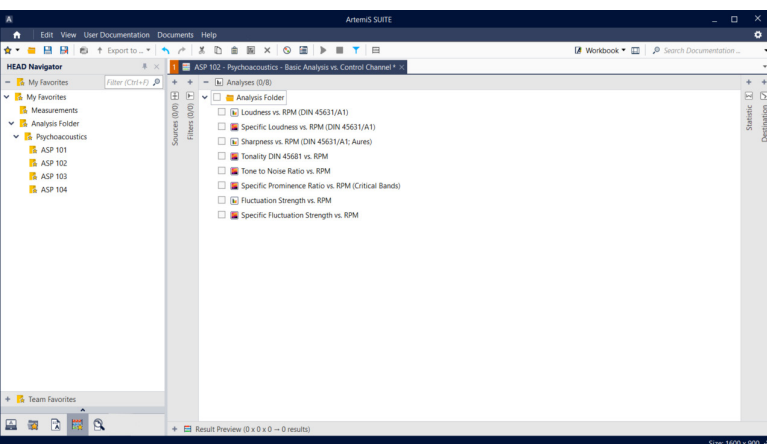 A ArtemiS SUITE
Edit View User Documentation Documents Help
Export to ... Workbook Search Documentation ...
HEAD Navigator
1 ASP 102 - Psychoacoustics - Basic Analysis vs. Control Channel *
My Favorites Filter (Ctrl+F)
Analyses (0/8)
My Favorites
Measurements
Analysis Folder
Psychoacoustics
ASP 101
ASP 102
ASP 103
ASP 104
Sources (0/0)
Filters (0/0)
Analysis Folder
Loudness vs. RPM (DIN 45631/A1)
Specific Loudness vs. RPM (DIN 45631/A1)
Sharpness vs. RPM (DIN 45631/A1; Aures)
Tonality DIN 45681 vs. RPM
Tone to Noise Ratio vs. RPM
Specific Prominence Ratio vs. RPM (Critical Bands)
Fluctuation Strength vs. RPM
Specific Fluctuation Strength vs. RPM
Statistic
Destination
Team Favorites
Result Preview (0 x 0 x 0 → 0 results)
Size: 1600 x 900